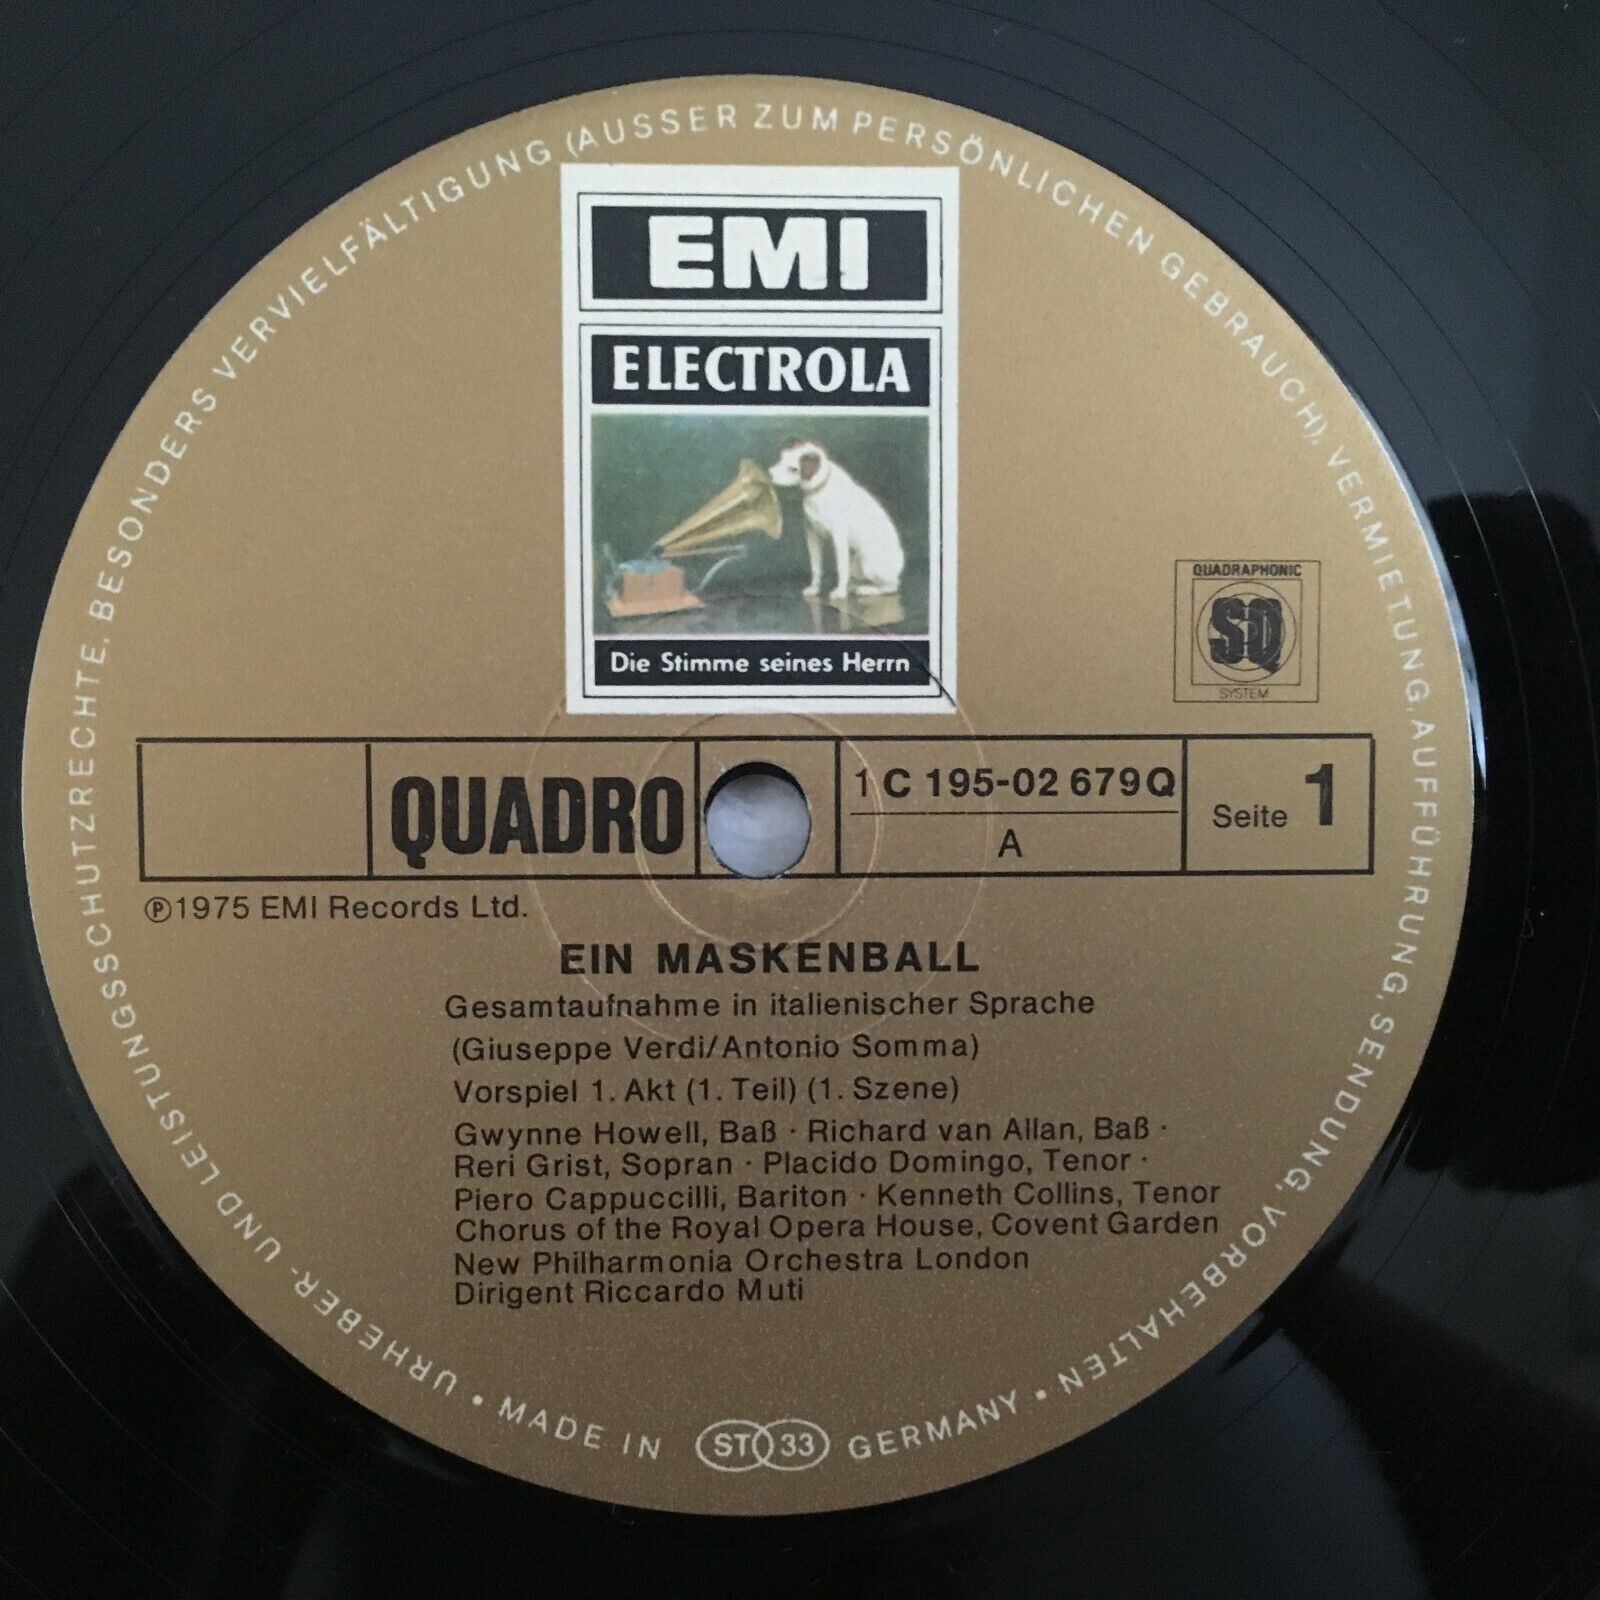 URHEBER- UND LEISTUNGSSCHUTZRECHTE, BESONDERS VERVIELFÄLTIGUNG (AUSSER ZUM PERSÖNLICHEN GEBRAUCH), VERMIETUNG, AUFFÜHRUNG, SENDUNG, VORBEHALTEN •
EMI
ELECTROLA
Die Stimme seines Herrn
QUADRAPHONIC
SQ
SYSTEM
QUADRO
1 C 195-02 679 Q
A
Seite 1
℗1975 EMI Records Ltd.
EIN MASKENBALL
Gesamtaufnahme in italienischer Sprache
(Giuseppe Verdi/Antonio Somma)
Vorspiel 1. Akt (1. Teil) (1. Szene)
Gwynne Howell, Baß · Richard van Allan, Baß ·
Reri Grist, Sopran · Placido Domingo, Tenor ·
Piero Cappuccilli, Bariton · Kenneth Collins, Tenor
Chorus of the Royal Opera House, Covent Garden
New Philharmonia Orchestra London
Dirigent Riccardo Muti
• MADE IN ST 33 GERMANY